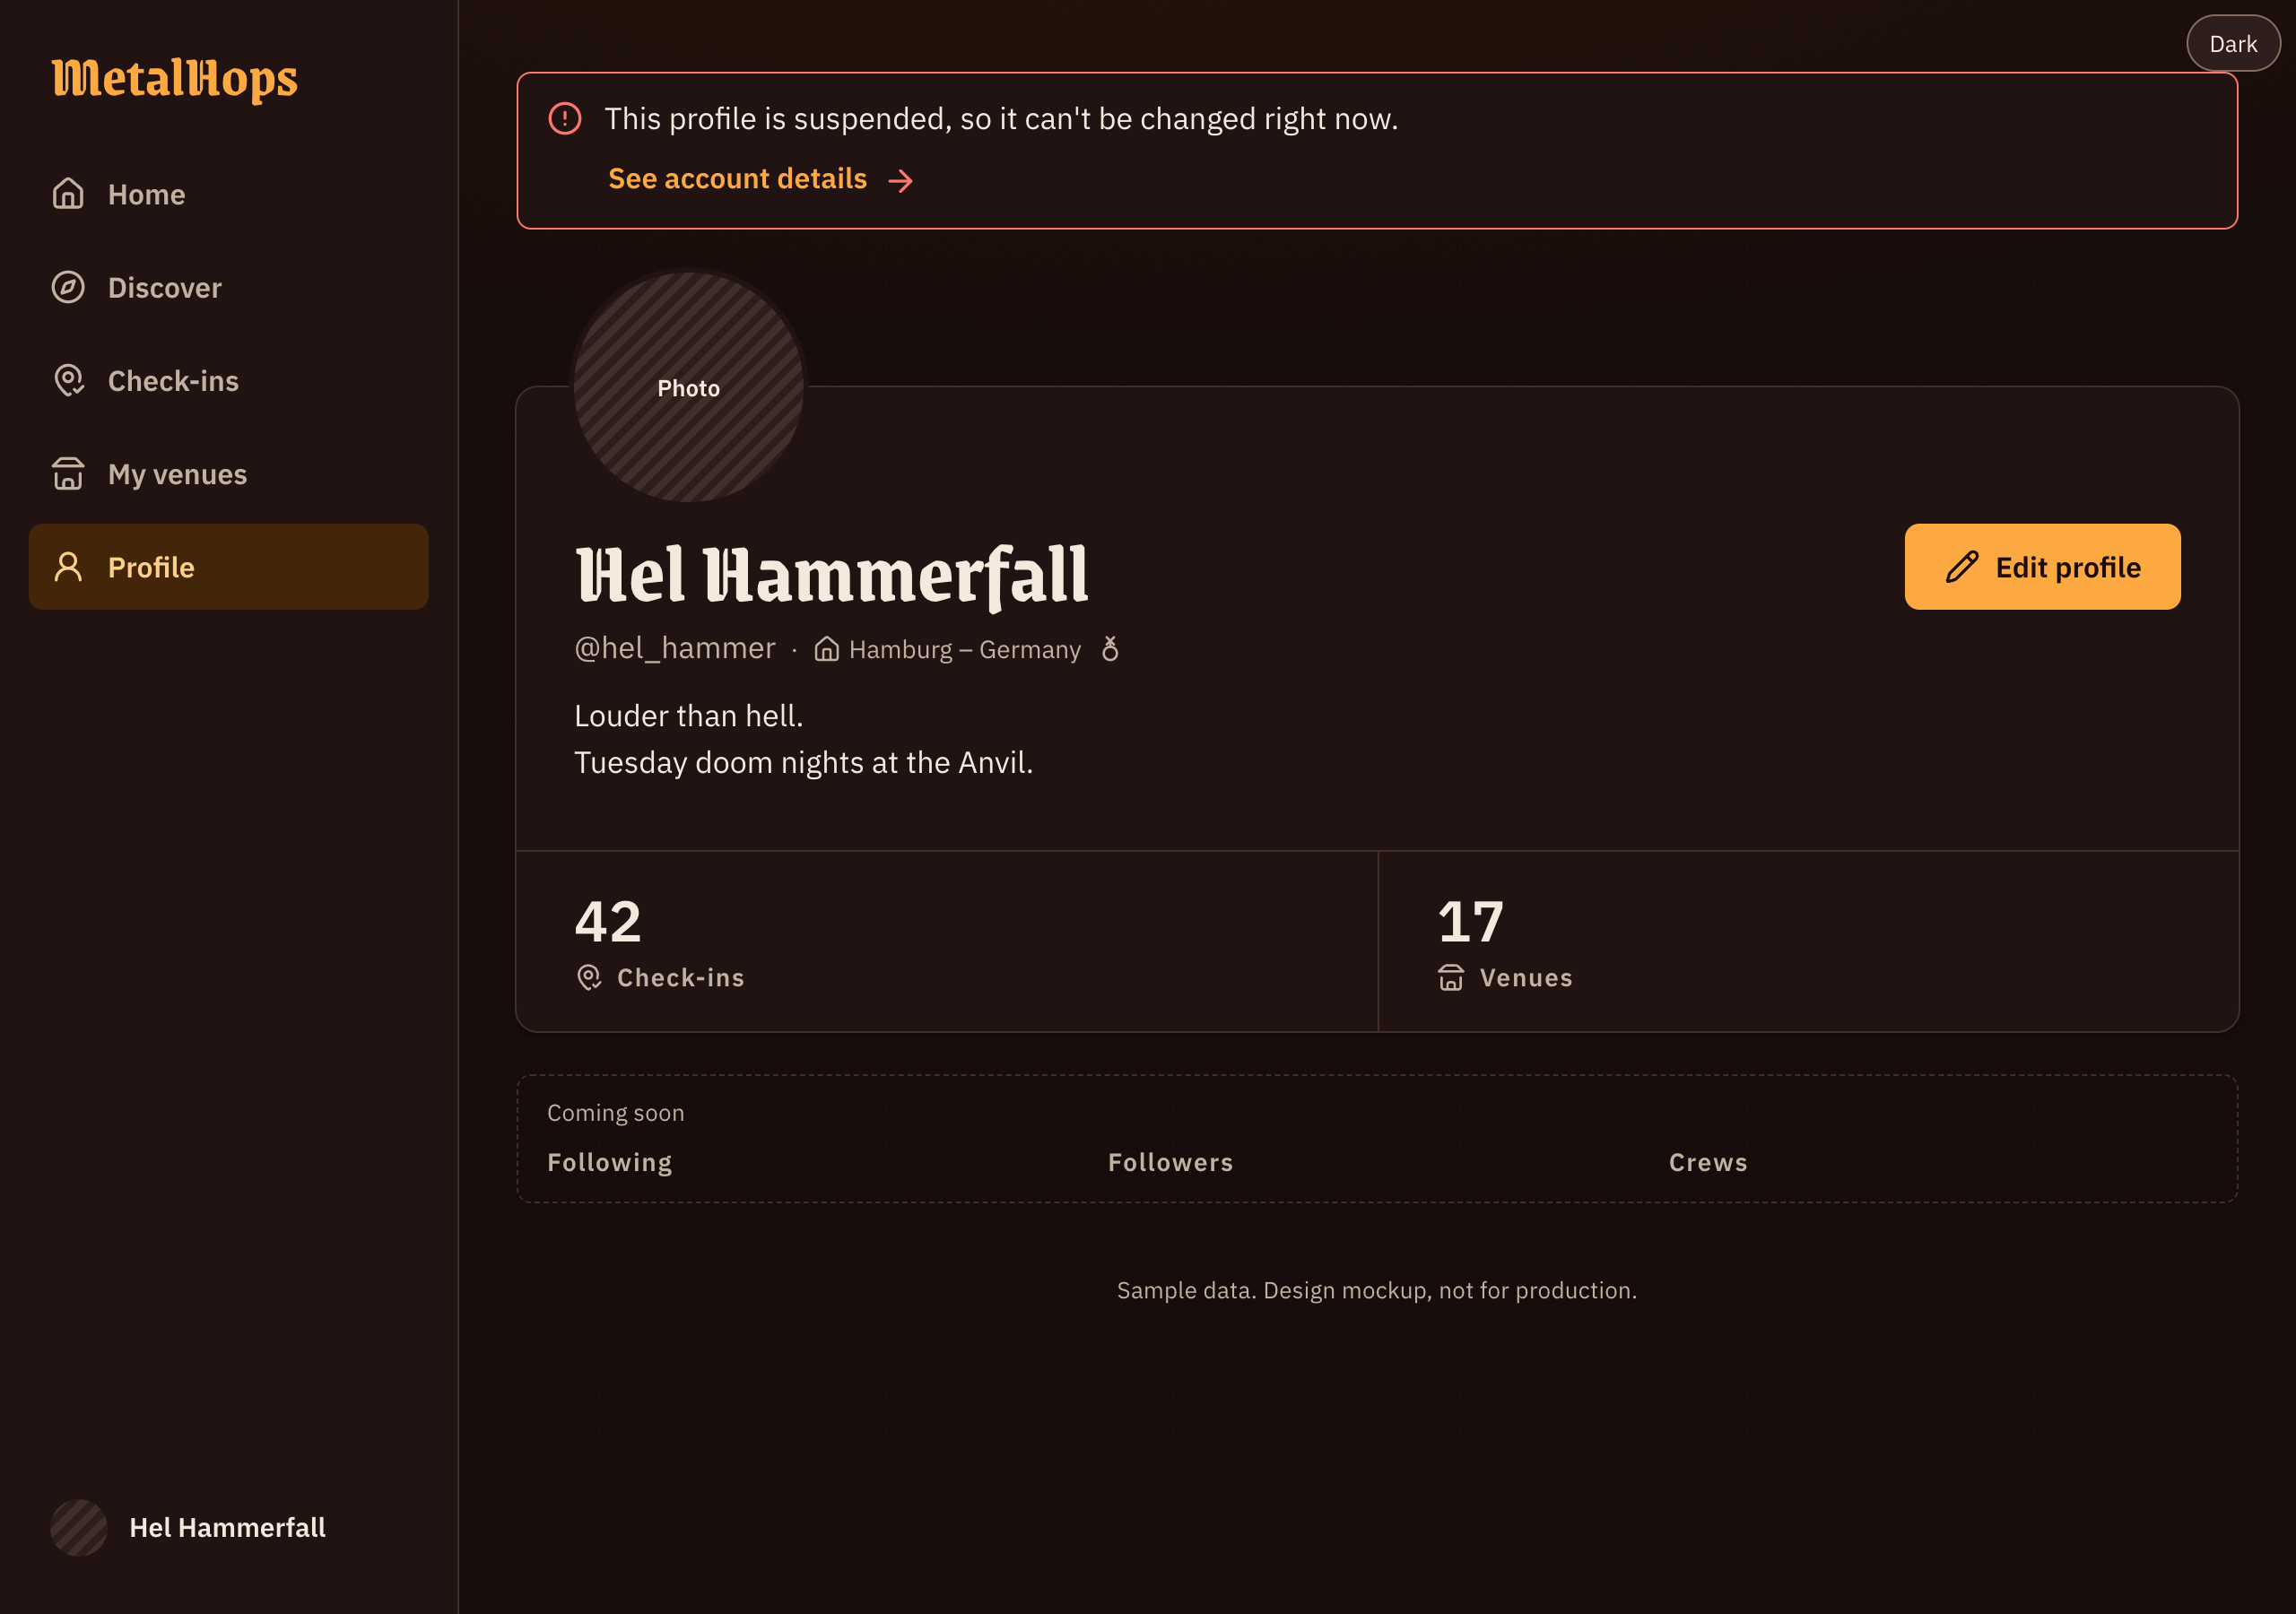 MetalHops
Home
Discover
Check-ins
My venues
Profile
Hel Hammerfall
Dark
This profile is suspended, so it can't be changed right now.
See account details
Photo
Hel Hammerfall
Edit profile
@hel_hammer · Hamburg – Germany
Louder than hell.
Tuesday doom nights at the Anvil.
42
Check-ins
17
Venues
Coming soon
Following
Followers
Crews
Sample data. Design mockup, not for production.